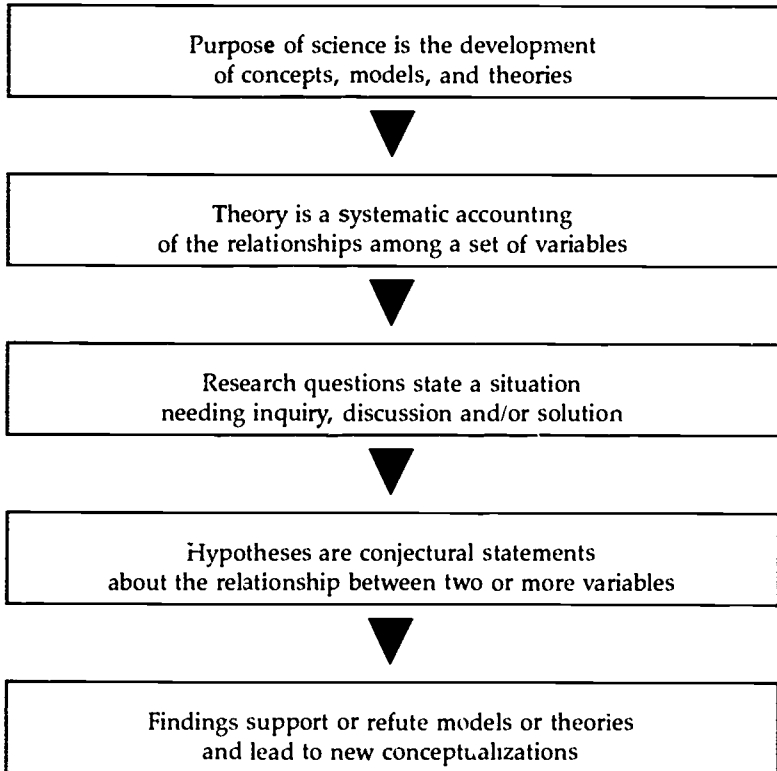 Purpose of science is the development
of concepts, models, and theories
Theory is a systematic accounting
of the relationships among a set of variables
Research questions state a situation
needing inquiry, discussion and/or solution
Hypotheses are conjectural statements
about the relationship between two or more variables
Findings support or refute models or theories
and lead to new conceptualizations